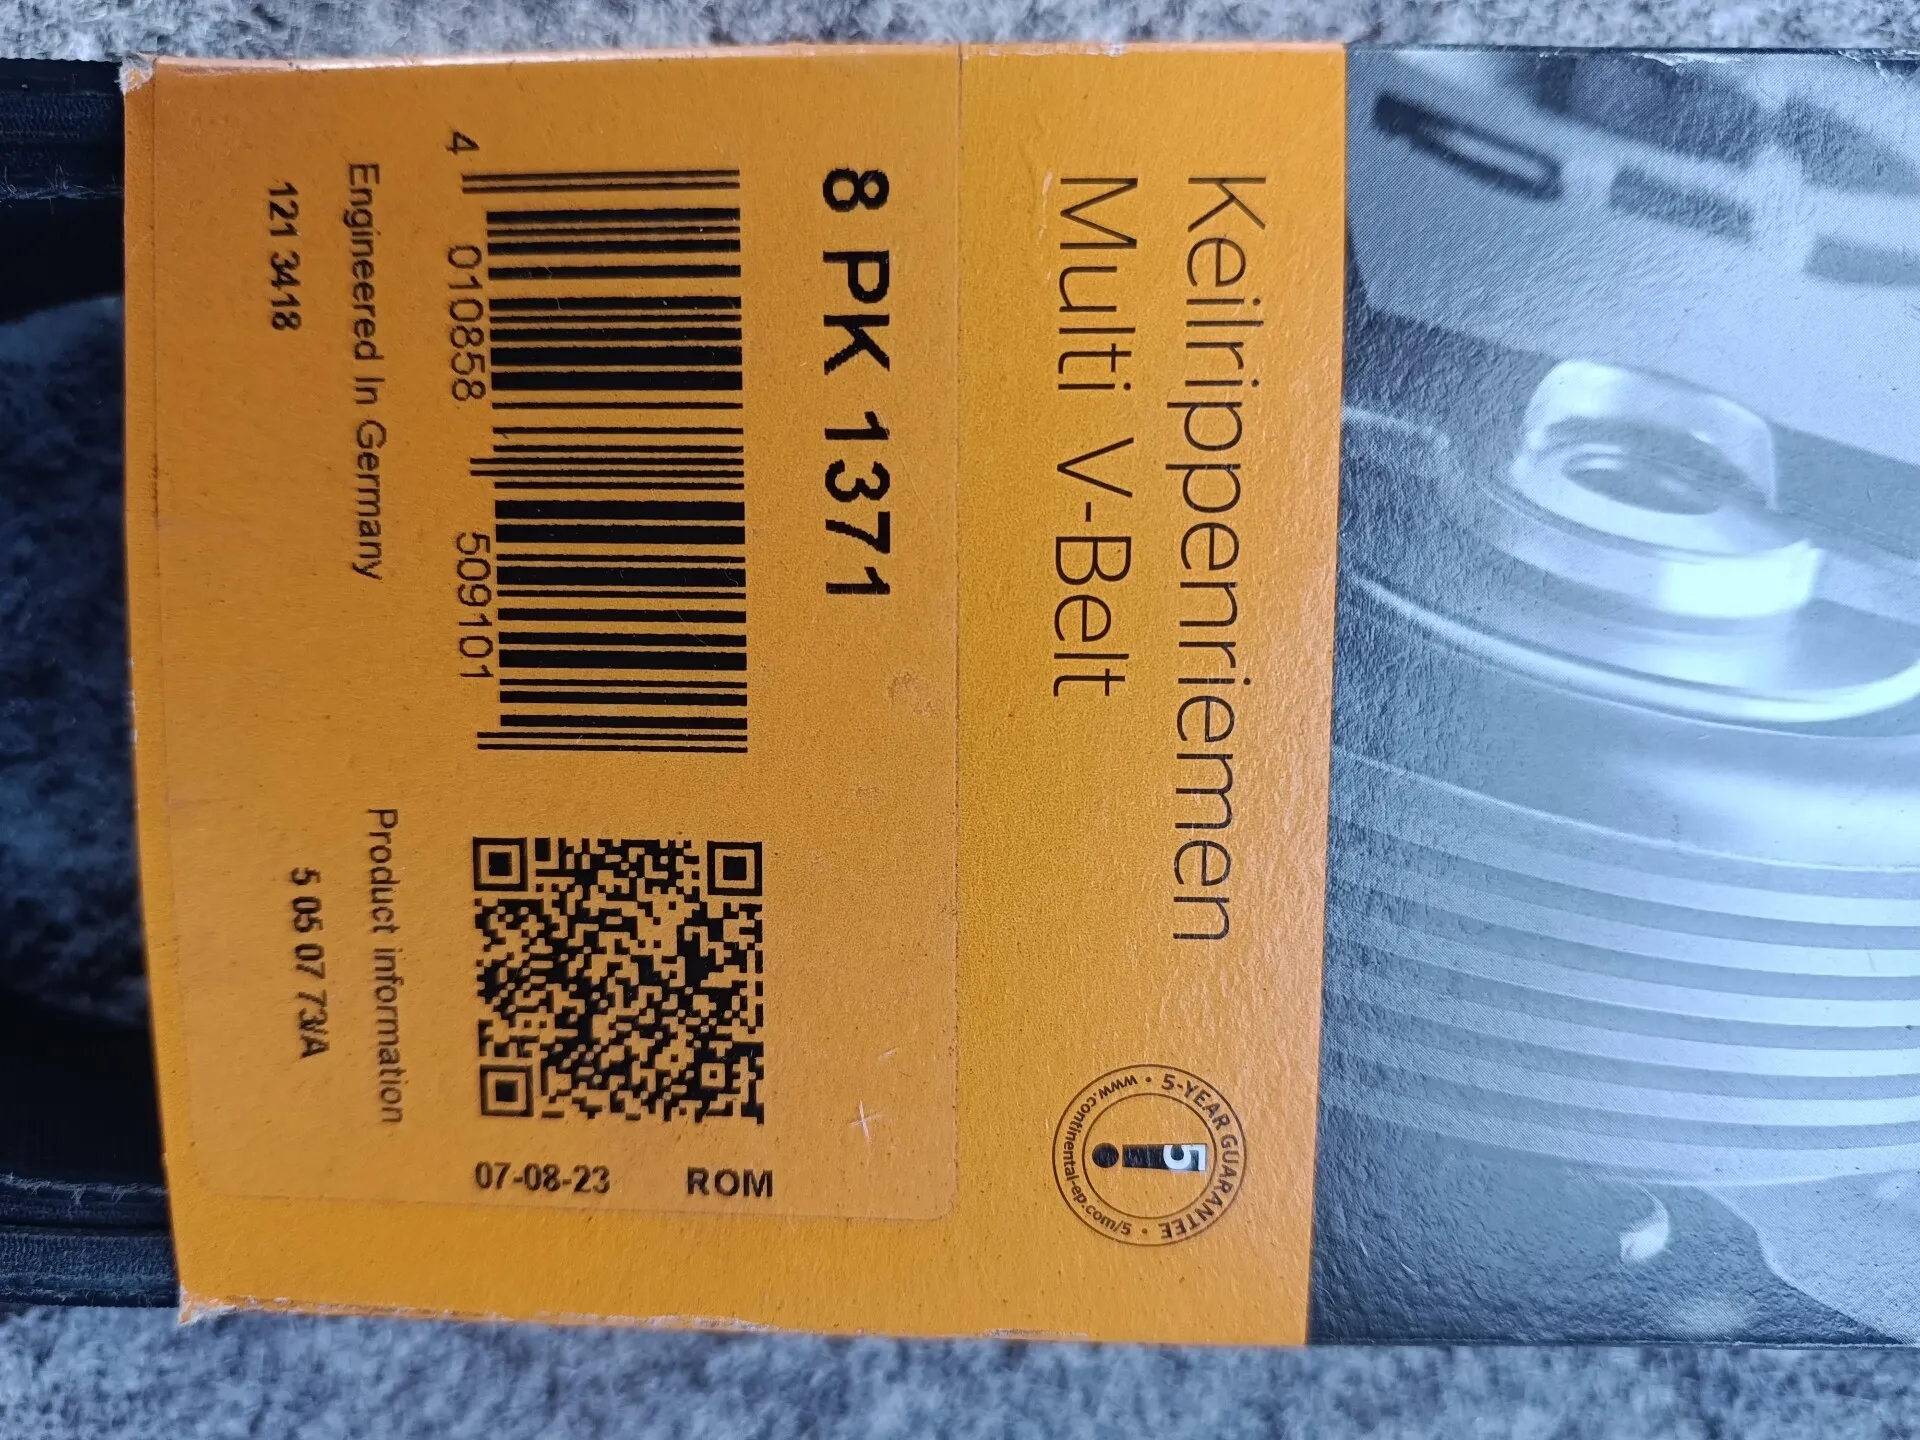 Keilrippenriemen
Multi V-Belt
5-YEAR GUARANTEE
www.continental-ep.com/5
5
8 PK 1371
4 010858 509101
ROM
07-08-23
Engineered In Germany
Product information
121 3418
5 05 07 73/A